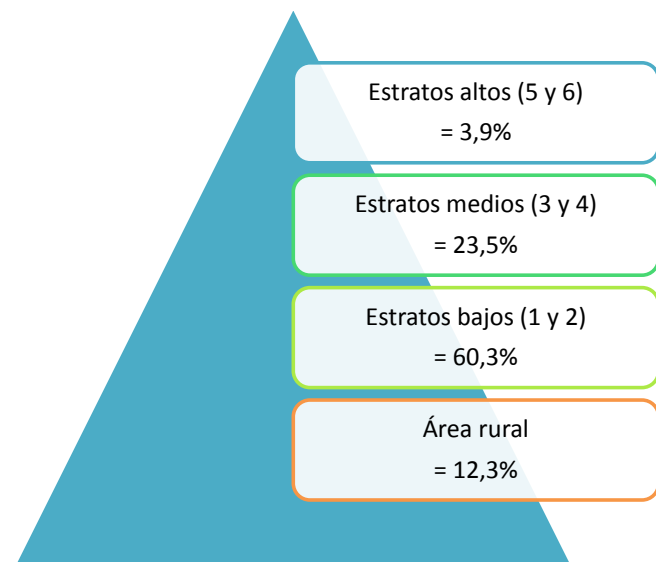 Estratos altos (5 y 6)
= 3,9%
Estratos medios (3 y 4)
= 23,5%
Estratos bajos (1 y 2)
= 60,3%
Área rural
= 12,3%